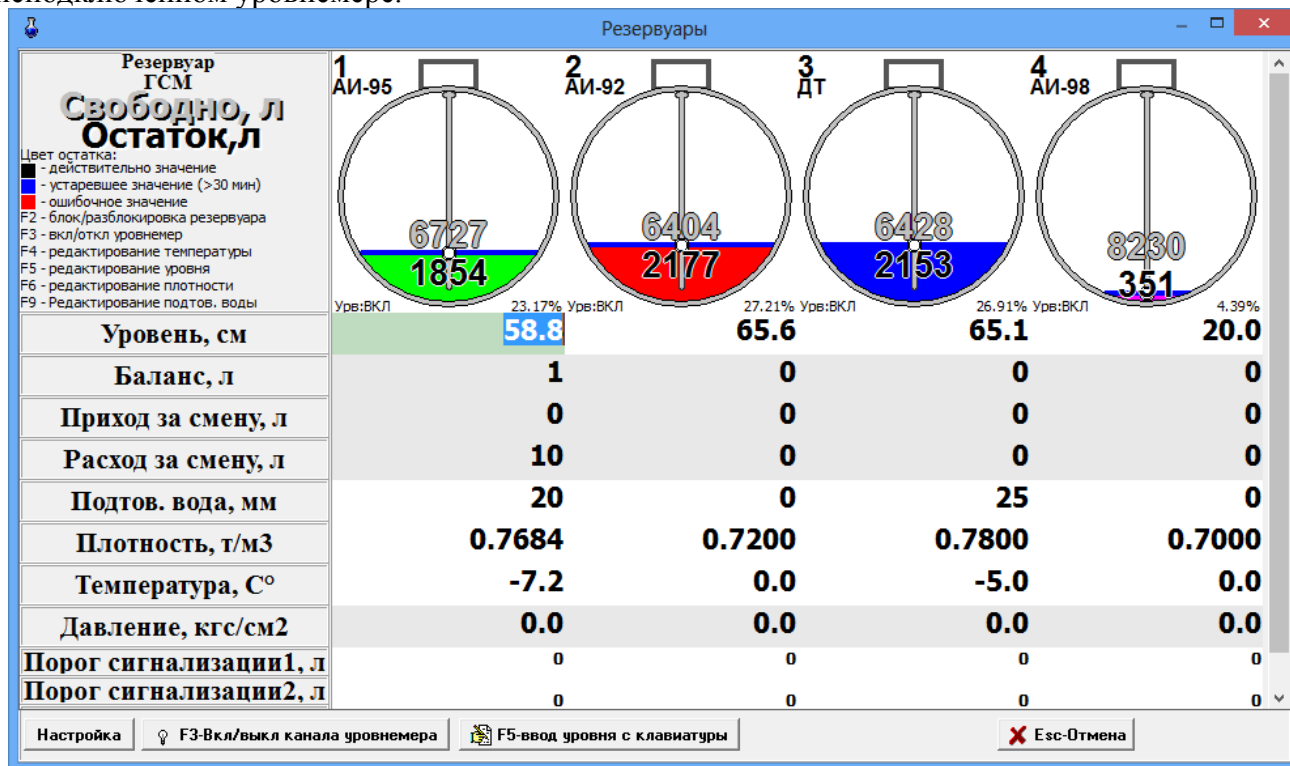 неподключенном уровнемере.
Резервуары
Резервуар
ГСМ
Свободно, л
Остаток,л
Цвет остатка:
- действительно значение
- устаревшее значение (>30 мин)
- ошибочное значение
F2 - блок/разблокировка резервуара
F3 - вкл/откл уровнемер
F4 - редактирование температуры
F5 - редактирование уровня
F6 - редактирование плотности
F9 - Редактирование подтов. воды
1 2 3 4
АИ-95 АИ-92 ДТ АИ-98
6727 6404 6428 8230
1854 2177 2153 351
Урв:ВКЛ 23.17% Урв:ВКЛ 27.21% Урв:ВКЛ 26.91% Урв:ВКЛ 4.39%
Уровень, см 58.8 65.6 65.1 20.0
Баланс, л 1 0 0 0
Приход за смену, л 0 0 0 0
Расход за смену, л 10 0 0 0
Подтов. вода, мм 20 0 25 0
Плотность, т/м3 0.7684 0.7200 0.7800 0.7000
Температура, С° -7.2 0.0 -5.0 0.0
Давление, кгс/см2 0.0 0.0 0.0 0.0
Порог сигнализации1, л 0 0 0 0
Порог сигнализации2, л 0 0 0 0
Настройка F3-Вкл/выкл канала уровнемера F5-ввод уровня с клавиатуры Esc-Отмена